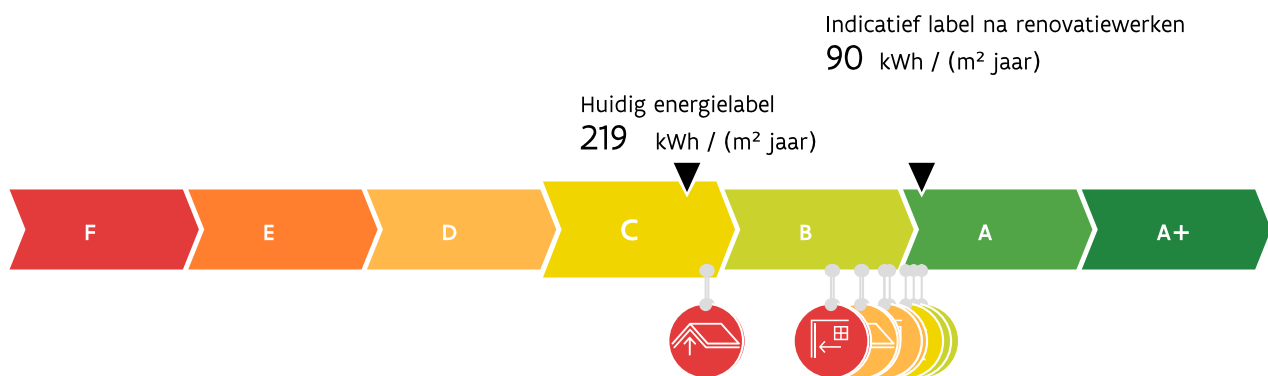 Indicatief label na renovatiewerken
90 kWh / (m² jaar)
Huidig energielabel
219 kWh / (m² jaar)
F E D C B A A+